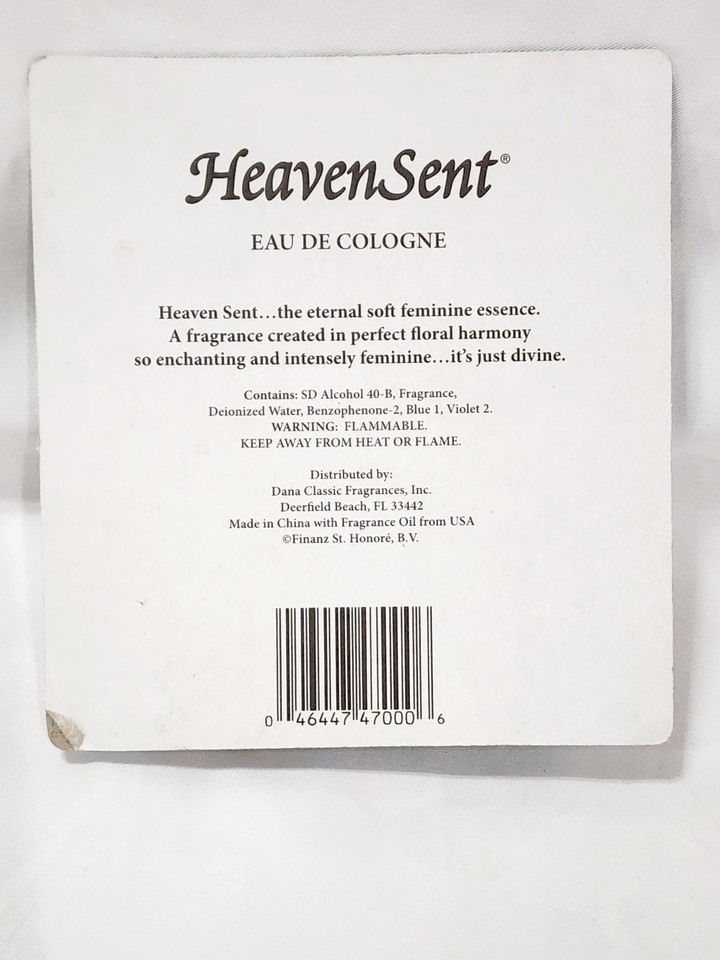 HeavenSent®
EAU DE COLOGNE
Heaven Sent...the eternal soft feminine essence.
A fragrance created in perfect floral harmony
so enchanting and intensely feminine...it's just divine.
Contains: SD Alcohol 40-B, Fragrance,
Deionized Water, Benzophenone-2, Blue 1, Violet 2.
WARNING: FLAMMABLE.
KEEP AWAY FROM HEAT OR FLAME.
Distributed by:
Dana Classic Fragrances, Inc.
Deerfield Beach, FL 33442
Made in China with Fragrance Oil from USA
©Finanz St. Honoré, B.V.
0 46447 47000 6